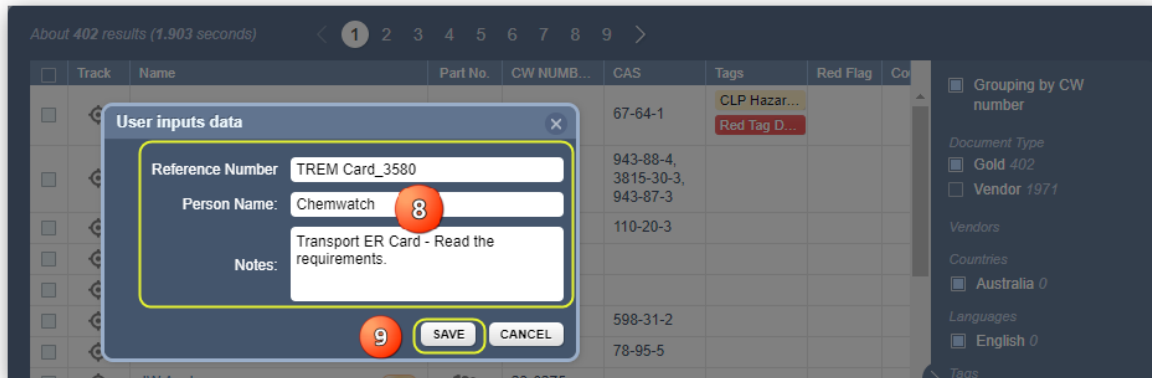 About 402 results (1.903 seconds)
1 2 3 4 5 6 7 8 9
Track Name Part No. CW NUMB... CAS Tags Red Flag
67-64-1
CLP Hazar...
Red Tag D...
943-88-4,
3815-30-3,
943-87-3
110-20-3
598-31-2
78-95-5
User inputs data
Reference Number TREM Card_3580
Person Name: Chemwatch
8
Notes: Transport ER Card - Read the
requirements.
9
SAVE CANCEL
Grouping by CW
number
Document Type
Gold 402
Vendor 1971
Vendors
Countries
Australia 0
Languages
English 0
Tags